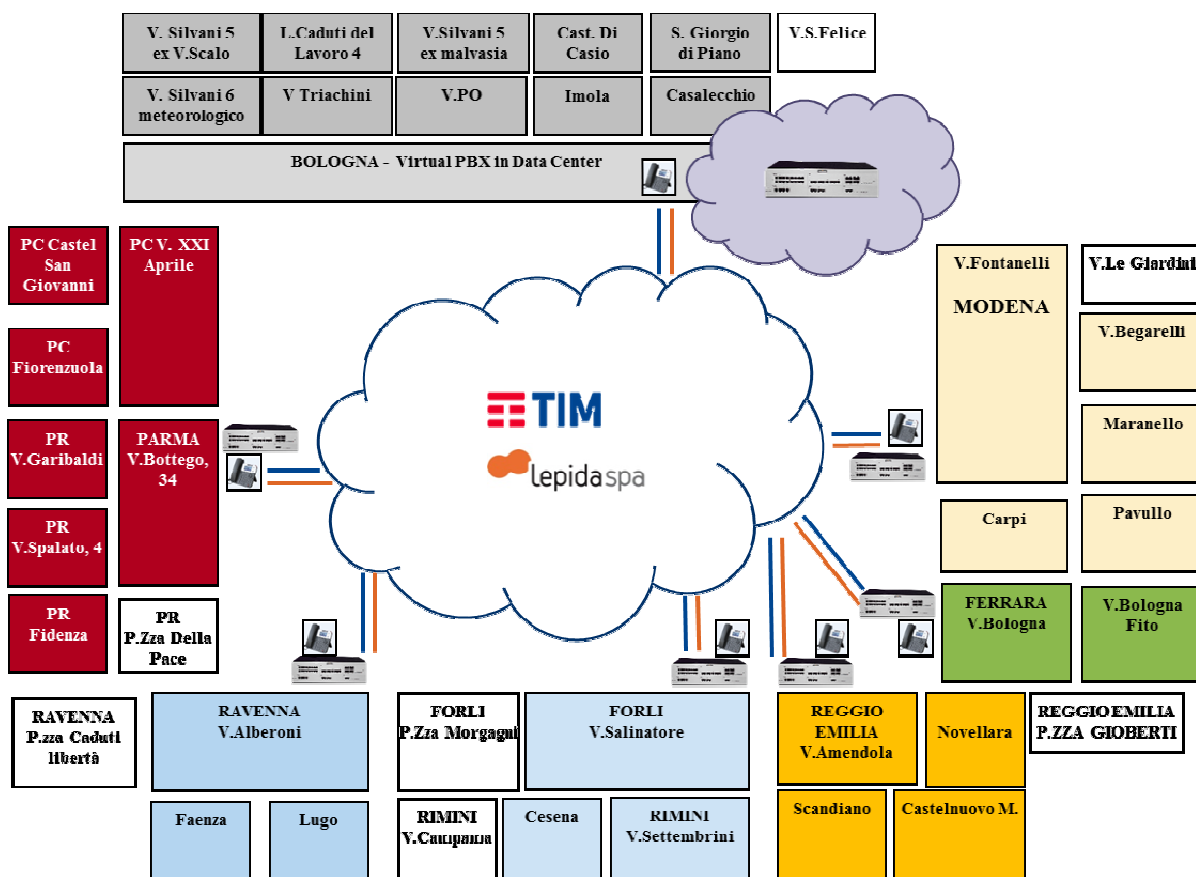 V. Silvani 5
ex V.Scalo
L.Caduti del
Lavoro 4
V.Silvani 5
ex malvasia
Cast. Di
Casio
S. Giorgio
di Piano
V.S.Felice
V. Silvani 6
meteorologico
V Triachini
V.PO
Imola
Casalecchio
BOLOGNA - Virtual PBX in Data Center
PC Castel
San
Giovanni
PC V. XXI
Aprile
PC
Fiorenzuola
PR
V.Garibaldi
PARMA
V.Bottego,
34
PR
V.Spalato, 4
PR
Fidenza
PR
P.Zza Della
Pace
TIM
lepidaspa
V.Fontanelli
MODENA
V.Le Giardini
V.Begarelli
Maranello
Carpi
Pavullo
FERRARA
V.Bologna
V.Bologna
Fito
RAVENNA
P.zza Caduti
libertà
RAVENNA
V.Alberoni
FORLI
P.Zza Morgagni
FORLI
V.Salinatore
REGGIO
EMILIA
V.Amendola
Novellara
REGGIO EMILIA
P.ZZA GIOBERTI
Faenza
Lugo
RIMINI
V.Campania
Cesena
RIMINI
V.Settembrini
Scandiano
Castelnuovo M.